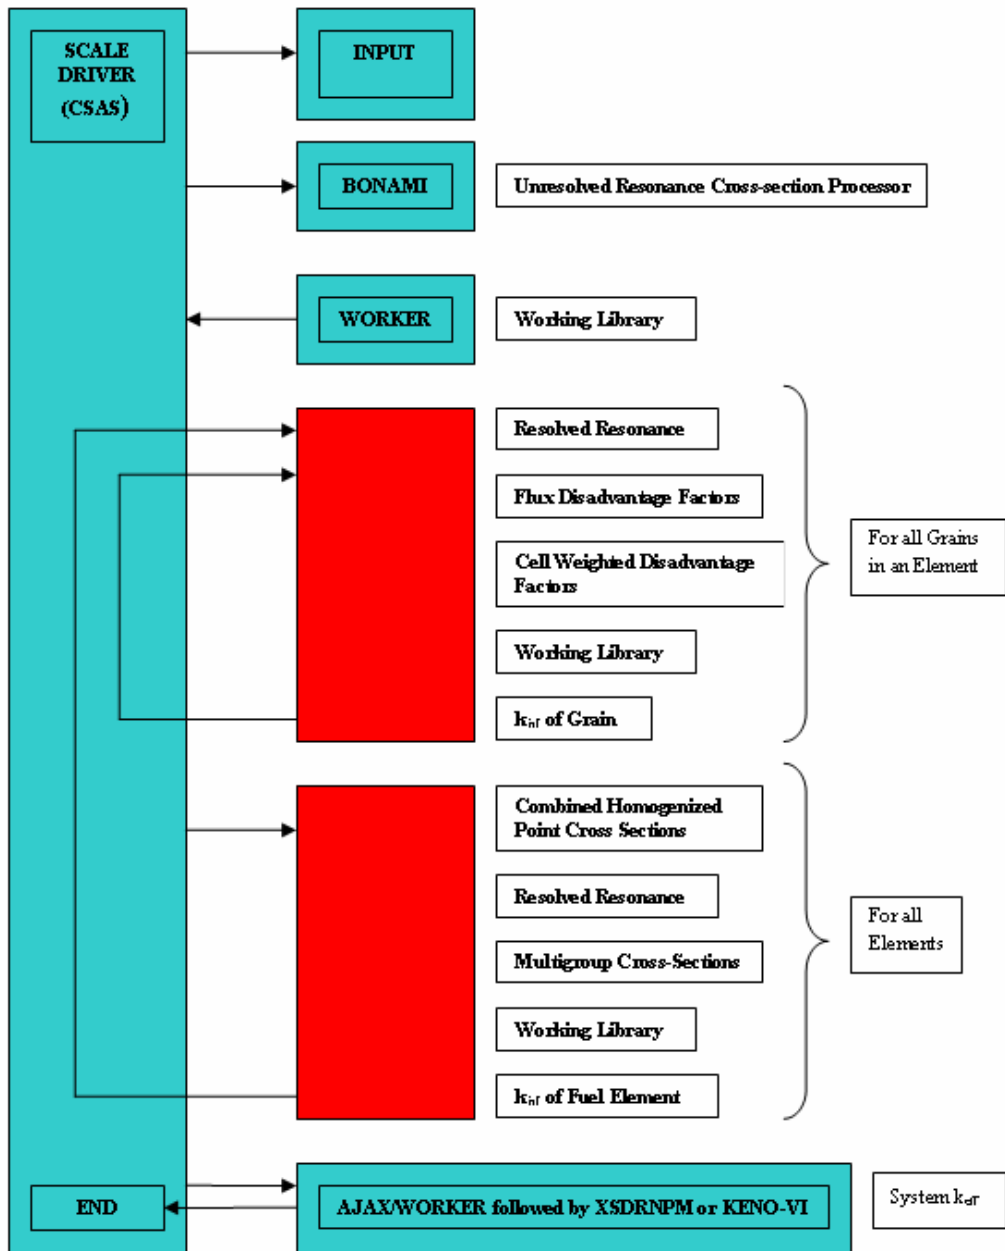 SCALE
DRIVER
(CSAS)
INPUT
BONAMI
Unresolved Resonance Cross-section Processor
WORKER
Working Library
Resolved Resonance
Flux Disadvantage Factors
Cell Weighted Disadvantage
Factors
Working Library
k_inf of Grain
For all Grains
in an Element
Combined Homogenized
Point Cross Sections
Resolved Resonance
Multigroup Cross-Sections
Working Library
k_inf of Fuel Element
For all
Elements
END
AJAX/WORKER followed by XSDRNPM or KENO-VI
System k_eff